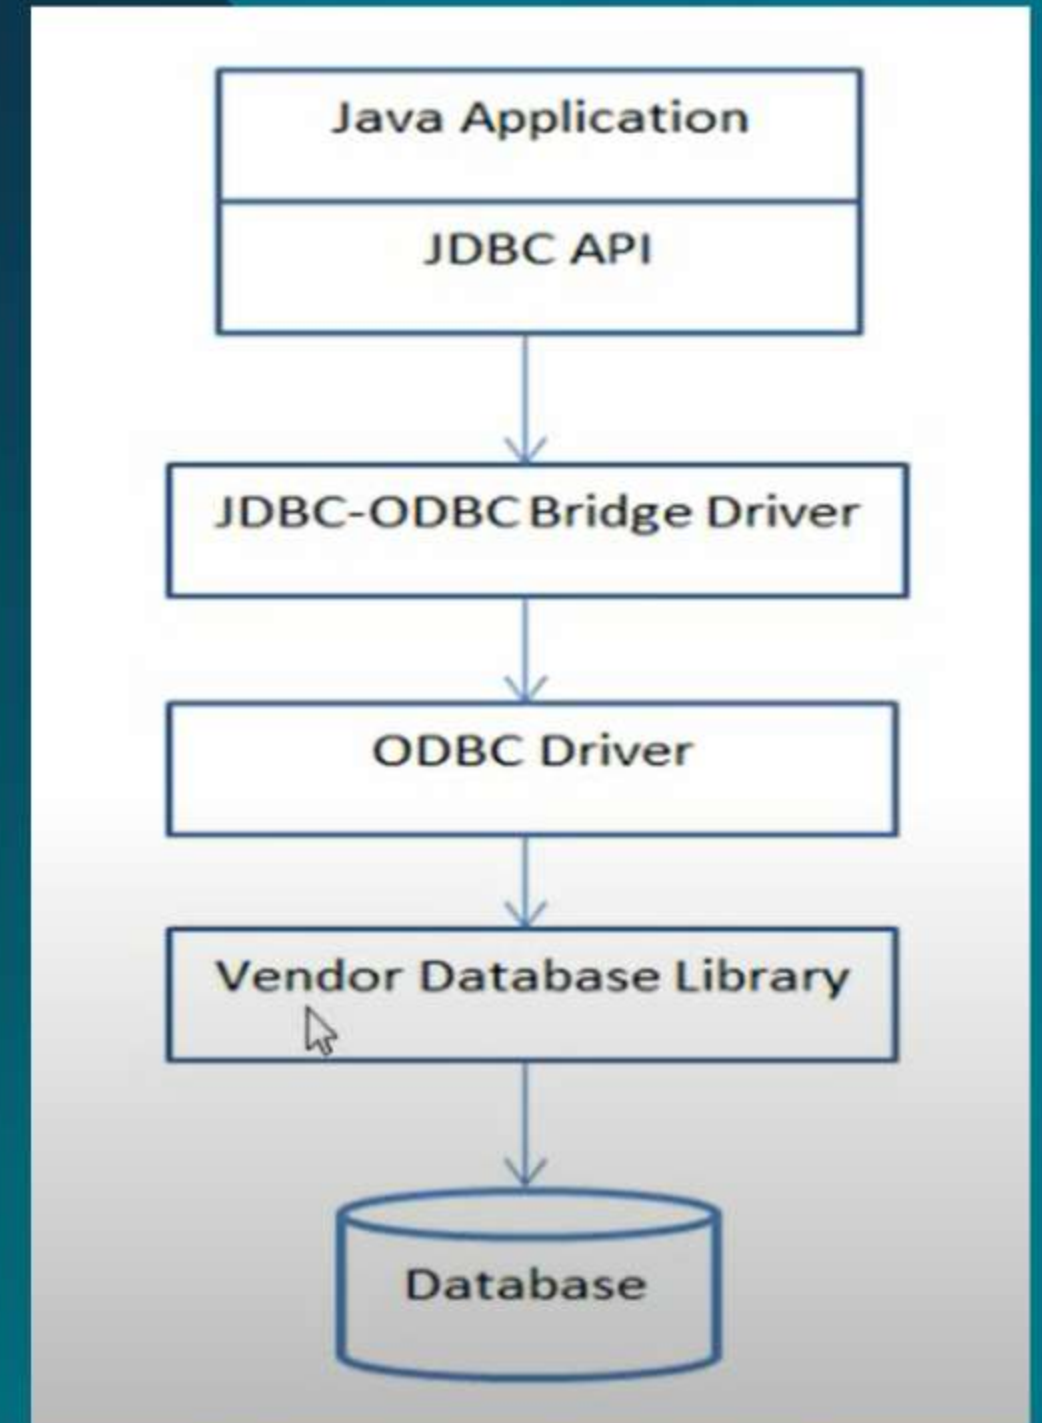 Java Application
JDBC API
JDBC-ODBC Bridge Driver
ODBC Driver
Vendor Database Library
Database